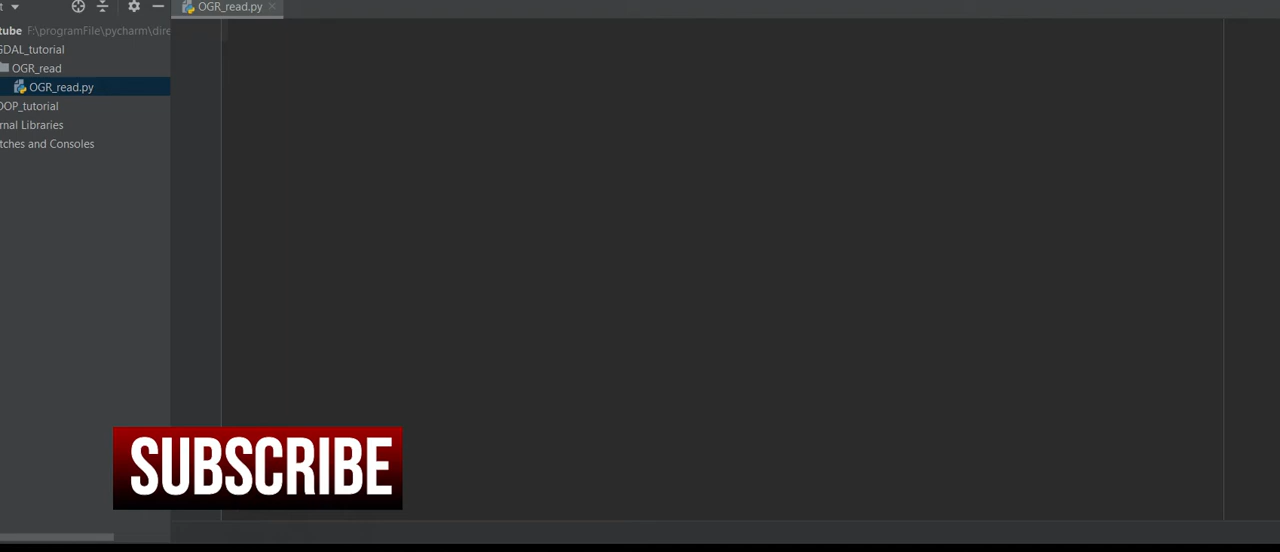 t
OGR_read.py
tube F:\programFile\pycharm\dire
GDAL_tutorial
OGR_read
OGR_read.py
OOP_tutorial
rnal Libraries
tches and Consoles
SUBSCRIBE